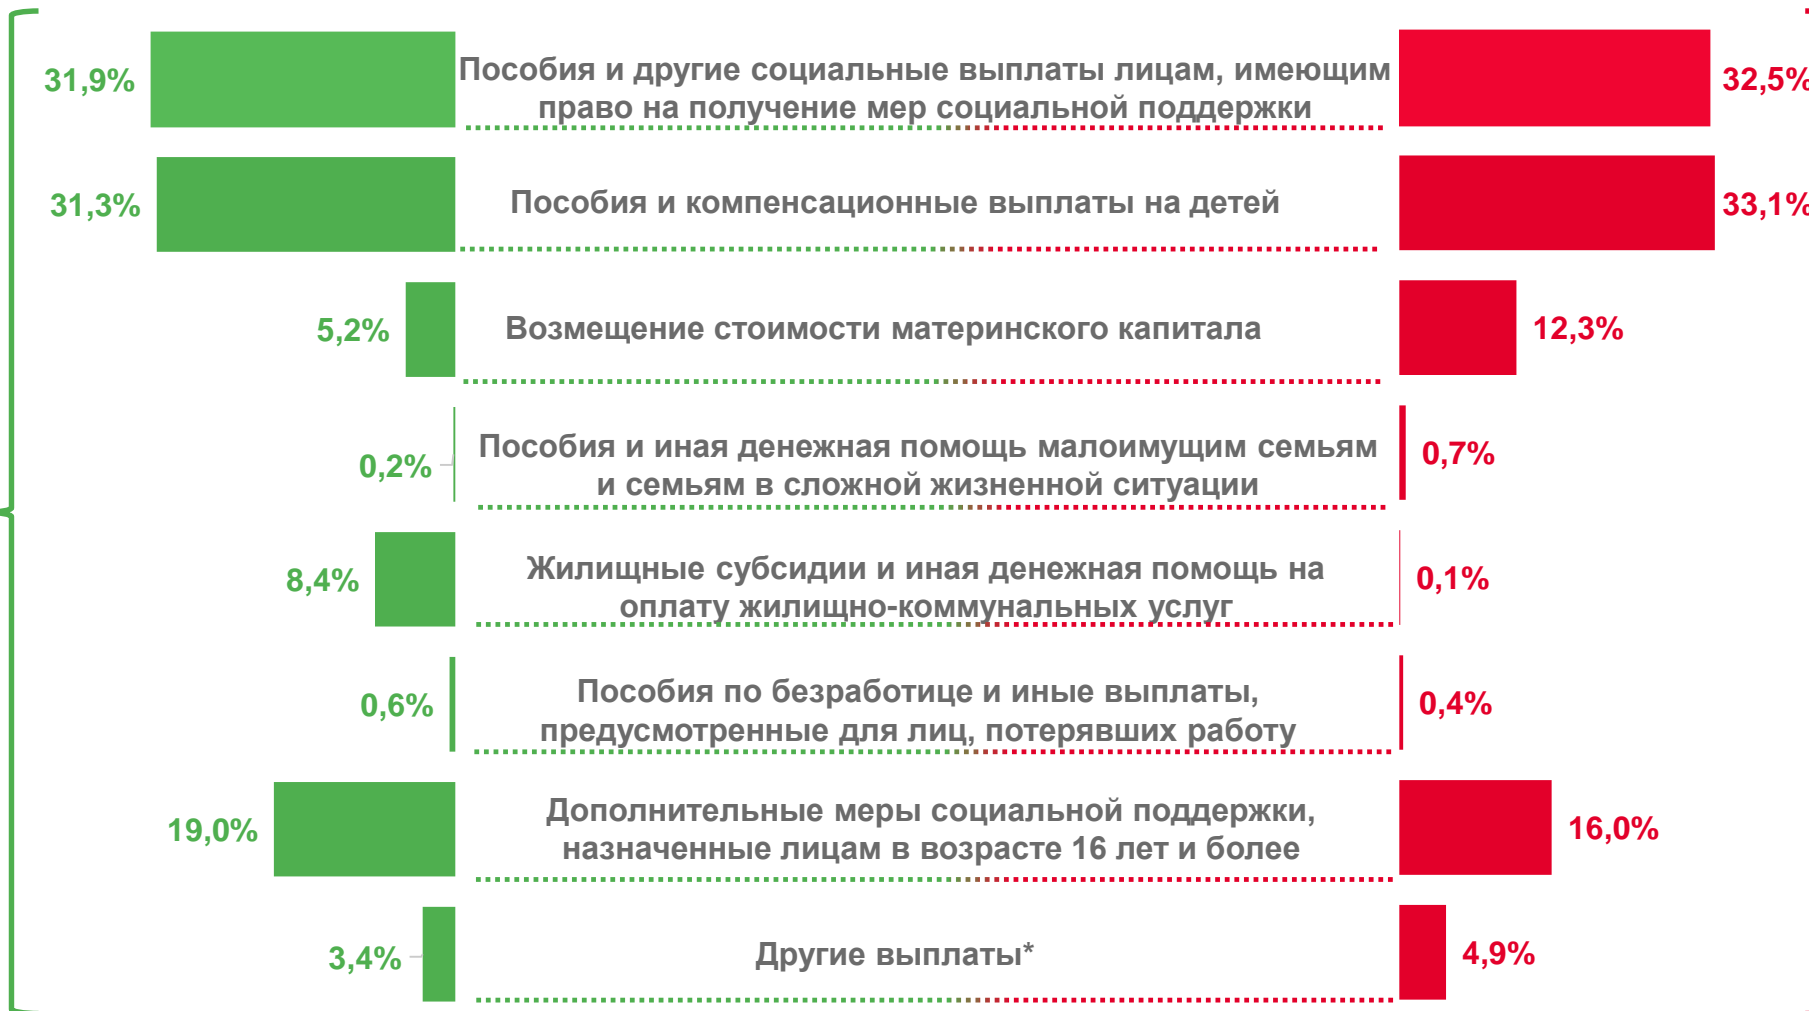 31,9%
Пособия и другие социальные выплаты лицам, имеющим
право на получение мер социальной поддержки
32,5%
31,3%
Пособия и компенсационные выплаты на детей
33,1%
5,2%
Возмещение стоимости материнского капитала
12,3%
0,2%
Пособия и иная денежная помощь малоимущим семьям
и семьям в сложной жизненной ситуации
0,7%
8,4%
Жилищные субсидии и иная денежная помощь на
оплату жилищно-коммунальных услуг
0,1%
0,6%
Пособия по безработице и иные выплаты,
предусмотренные для лиц, потерявших работу
0,4%
19,0%
Дополнительные меры социальной поддержки,
назначенные лицам в возрасте 16 лет и более
16,0%
3,4%
Другие выплаты*
4,9%